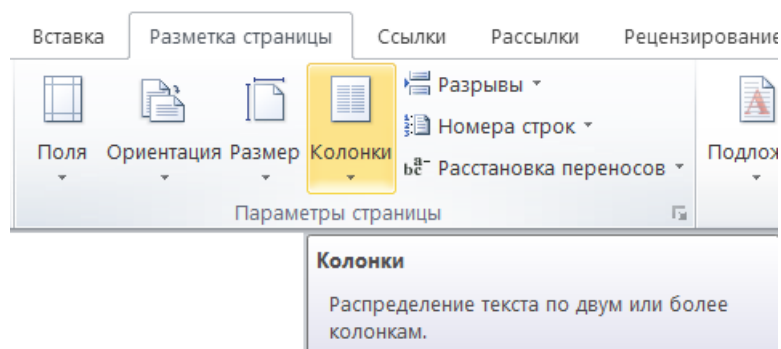 Вставка Разметка страницы Ссылки Рассылки Рецензирование
Разрывы
Номера строк
Поля Ориентация Размер Колонки
Расстановка переносов
Параметры страницы
Колонки
Распределение текста по двум или более
колонкам.